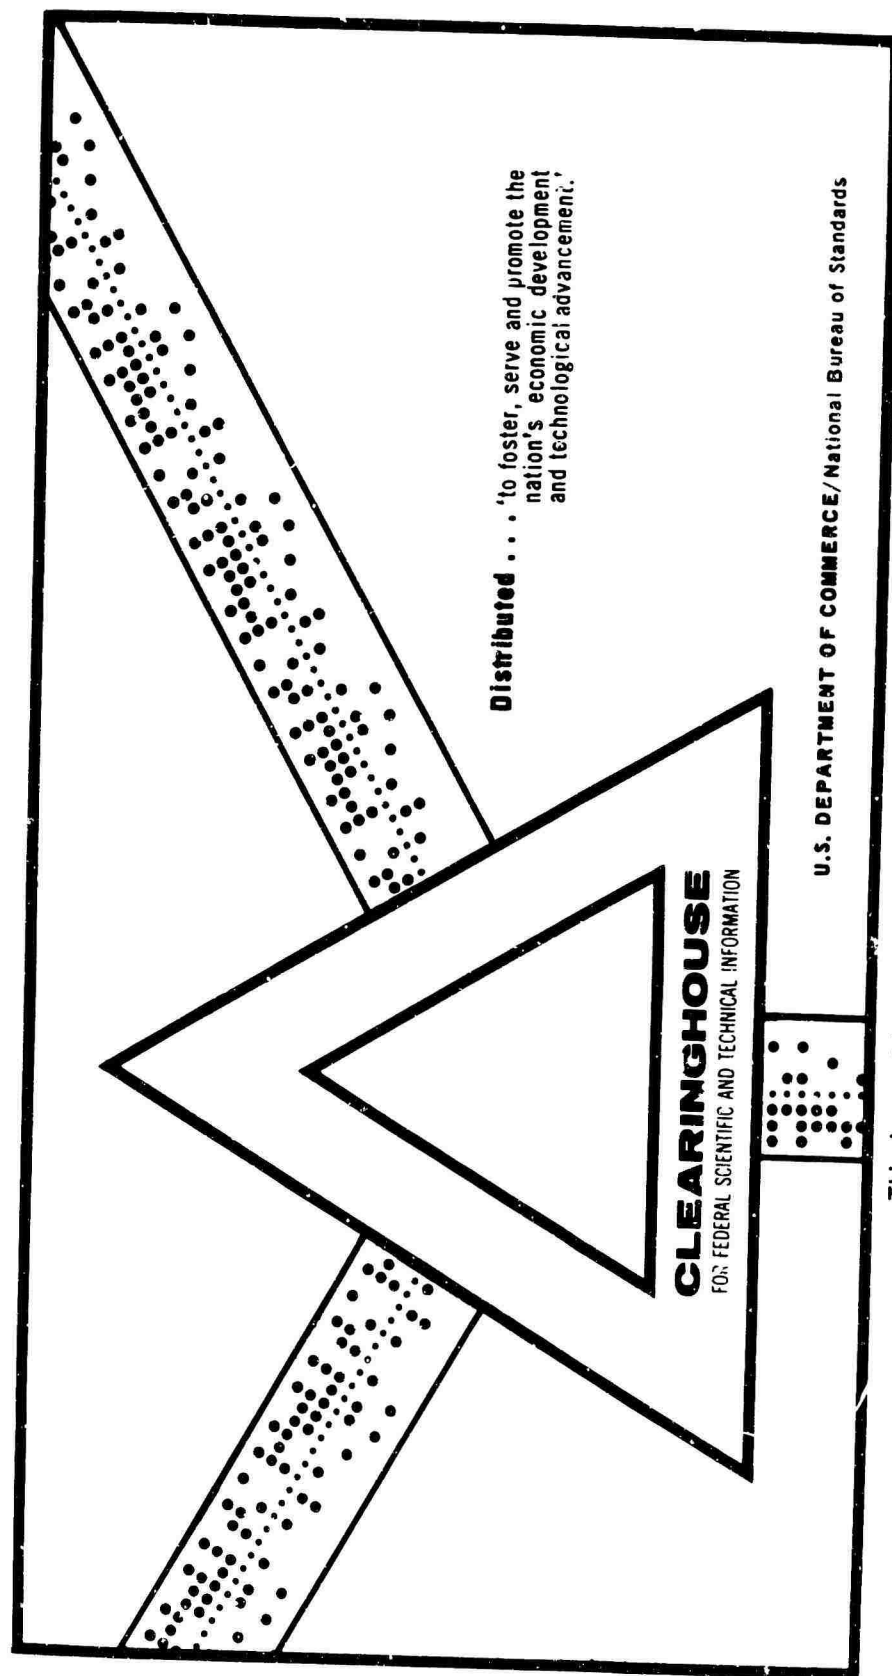 Distributed . . . 'to foster, serve and promote the
nation's economic development
and technological advancement.'
CLEARINGHOUSE
FOR FEDERAL SCIENTIFIC AND TECHNICAL INFORMATION
U.S. DEPARTMENT OF COMMERCE/National Bureau of Standards